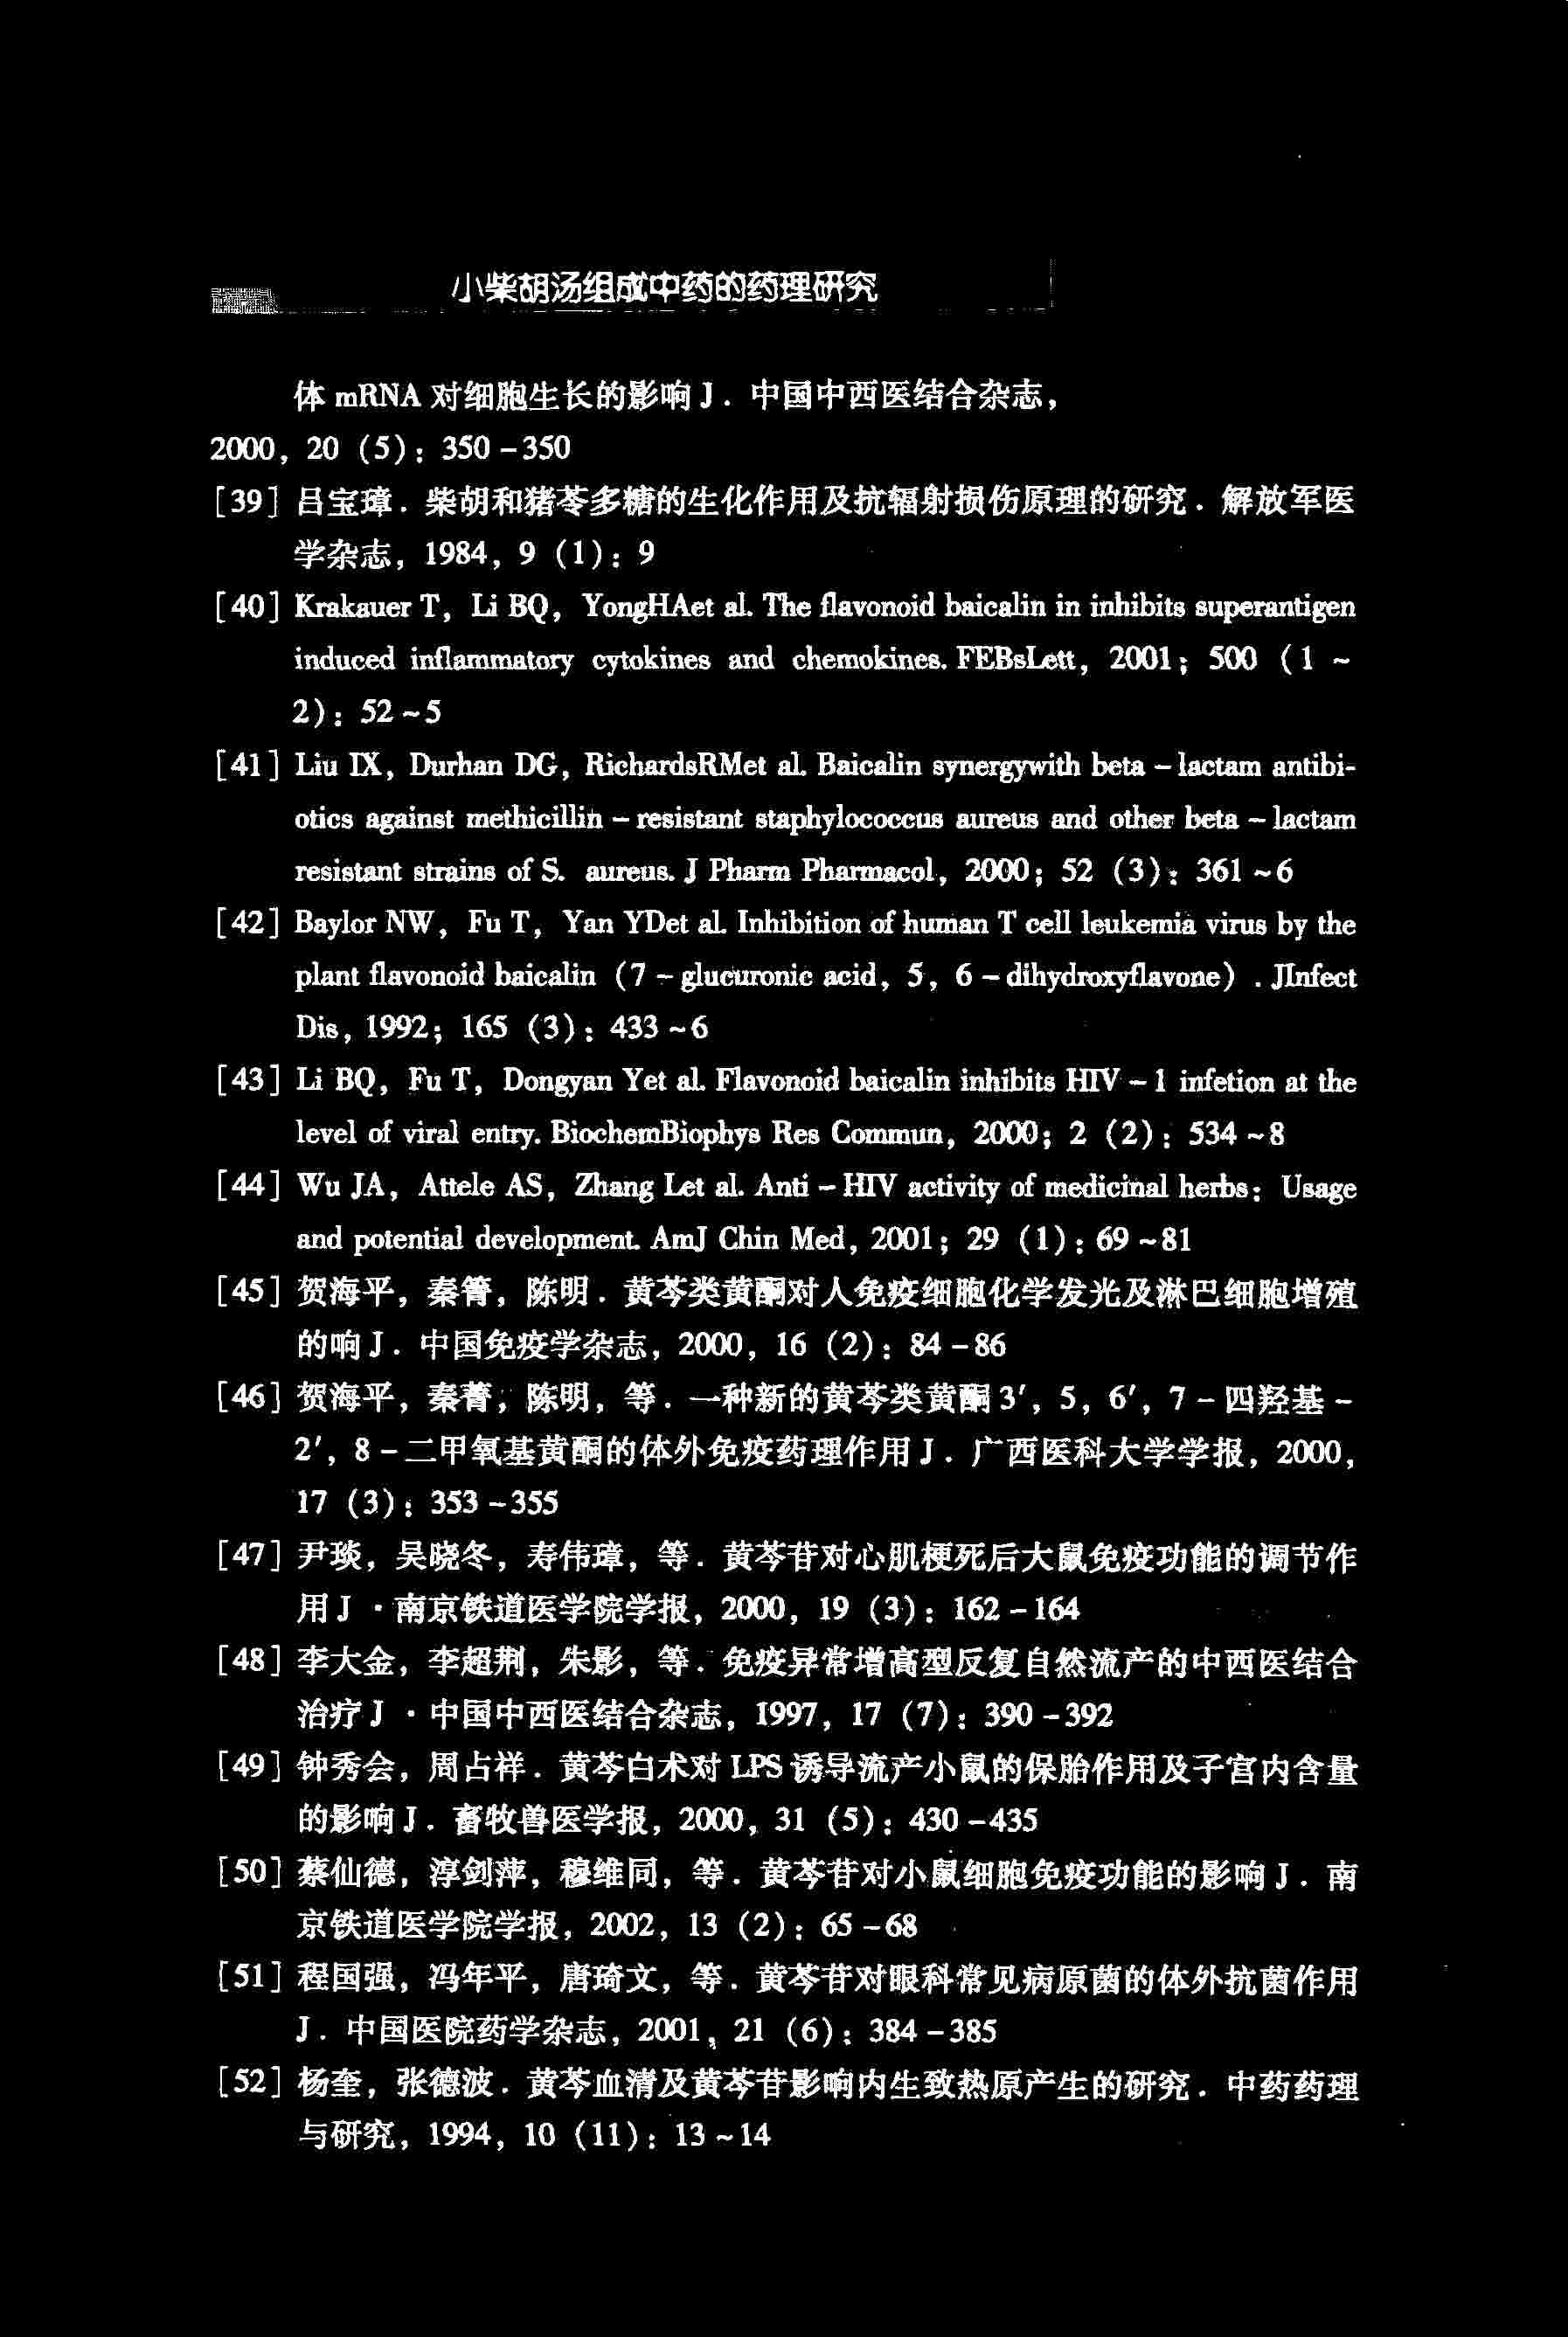 小柴胡汤组成中药的药理研究
体 mRNA 对细胞生长的影响 J. 中国中西医结合杂志,
2000, 20 (5): 350-350
[39] 吕宝璋. 柴胡和猪苓多糖的生化作用及抗辐射损伤原理的研究. 解放军医
学杂志, 1984, 9 (1): 9
[40] Krakauer T, Li BQ, YongHAet al. The flavonoid baicalin in inhibits superantigen
induced inflammatory cytokines and chemokines. FEBsLett, 2001; 500 (1 ~
2): 52~5
[41] Liu IX, Durhan DG, RichardsRMet al. Baicalin synergywith beta - lactam antibi-
otics against methicillin - resistant staphylococcus aureus and other beta - lactam
resistant strains of S. aureus. J Pharm Pharmacol, 2000; 52 (3): 361~6
[42] Baylor NW, Fu T, Yan YDet al. Inhibition of human T cell leukemia virus by the
plant flavonoid baicalin (7 - glucuronic acid, 5, 6 - dihydroxyflavone) . JInfect
Dis, 1992; 165 (3): 433~6
[43] Li BQ, Fu T, Dongyan Yet al. Flavonoid baicalin inhibits HIV - 1 infetion at the
level of viral entry. BiochemBiophys Res Commun, 2000; 2 (2): 534~8
[44] Wu JA, Attele AS, Zhang Let al. Anti - HIV activity of medicinal herbs: Usage
and potential development. AmJ Chin Med, 2001; 29 (1): 69~81
[45] 贺海平, 秦箐, 陈明. 黄芩类黄酮对人免疫细胞化学发光及淋巴细胞增殖
的响 J. 中国免疫学杂志, 2000, 16 (2): 84-86
[46] 贺海平, 秦菁, 陈明, 等. 一种新的黄芩类黄酮 3′, 5, 6′, 7-四羟基-
2′, 8-二甲氧基黄酮的体外免疫药理作用 J. 广西医科大学学报, 2000,
17 (3): 353-355
[47] 尹琰, 吴晓冬, 寿伟璋, 等. 黄芩苷对心肌梗死后大鼠免疫功能的调节作
用 J·南京铁道医学院学报, 2000, 19 (3): 162-164
[48] 李大金, 李超荆, 朱影, 等. 免疫异常增高型反复自然流产的中西医结合
治疗 J·中国中西医结合杂志, 1997, 17 (7): 390-392
[49] 钟秀会, 周占祥. 黄芩白术对 LPS 诱导流产小鼠的保胎作用及子宫内含量
的影响 J. 畜牧兽医学报, 2000, 31 (5): 430-435
[50] 蔡仙德, 淳剑萍, 穆维同, 等. 黄芩苷对小鼠细胞免疫功能的影响 J. 南
京铁道医学院学报, 2002, 13 (2): 65-68
[51] 程国强, 冯年平, 唐琦文, 等. 黄芩苷对眼科常见病原菌的体外抗菌作用
J. 中国医院药学杂志, 2001, 21 (6): 384-385
[52] 杨奎, 张德波. 黄芩血清及黄芩苷影响内生致热原产生的研究. 中药药理
与研究, 1994, 10 (11): 13~14